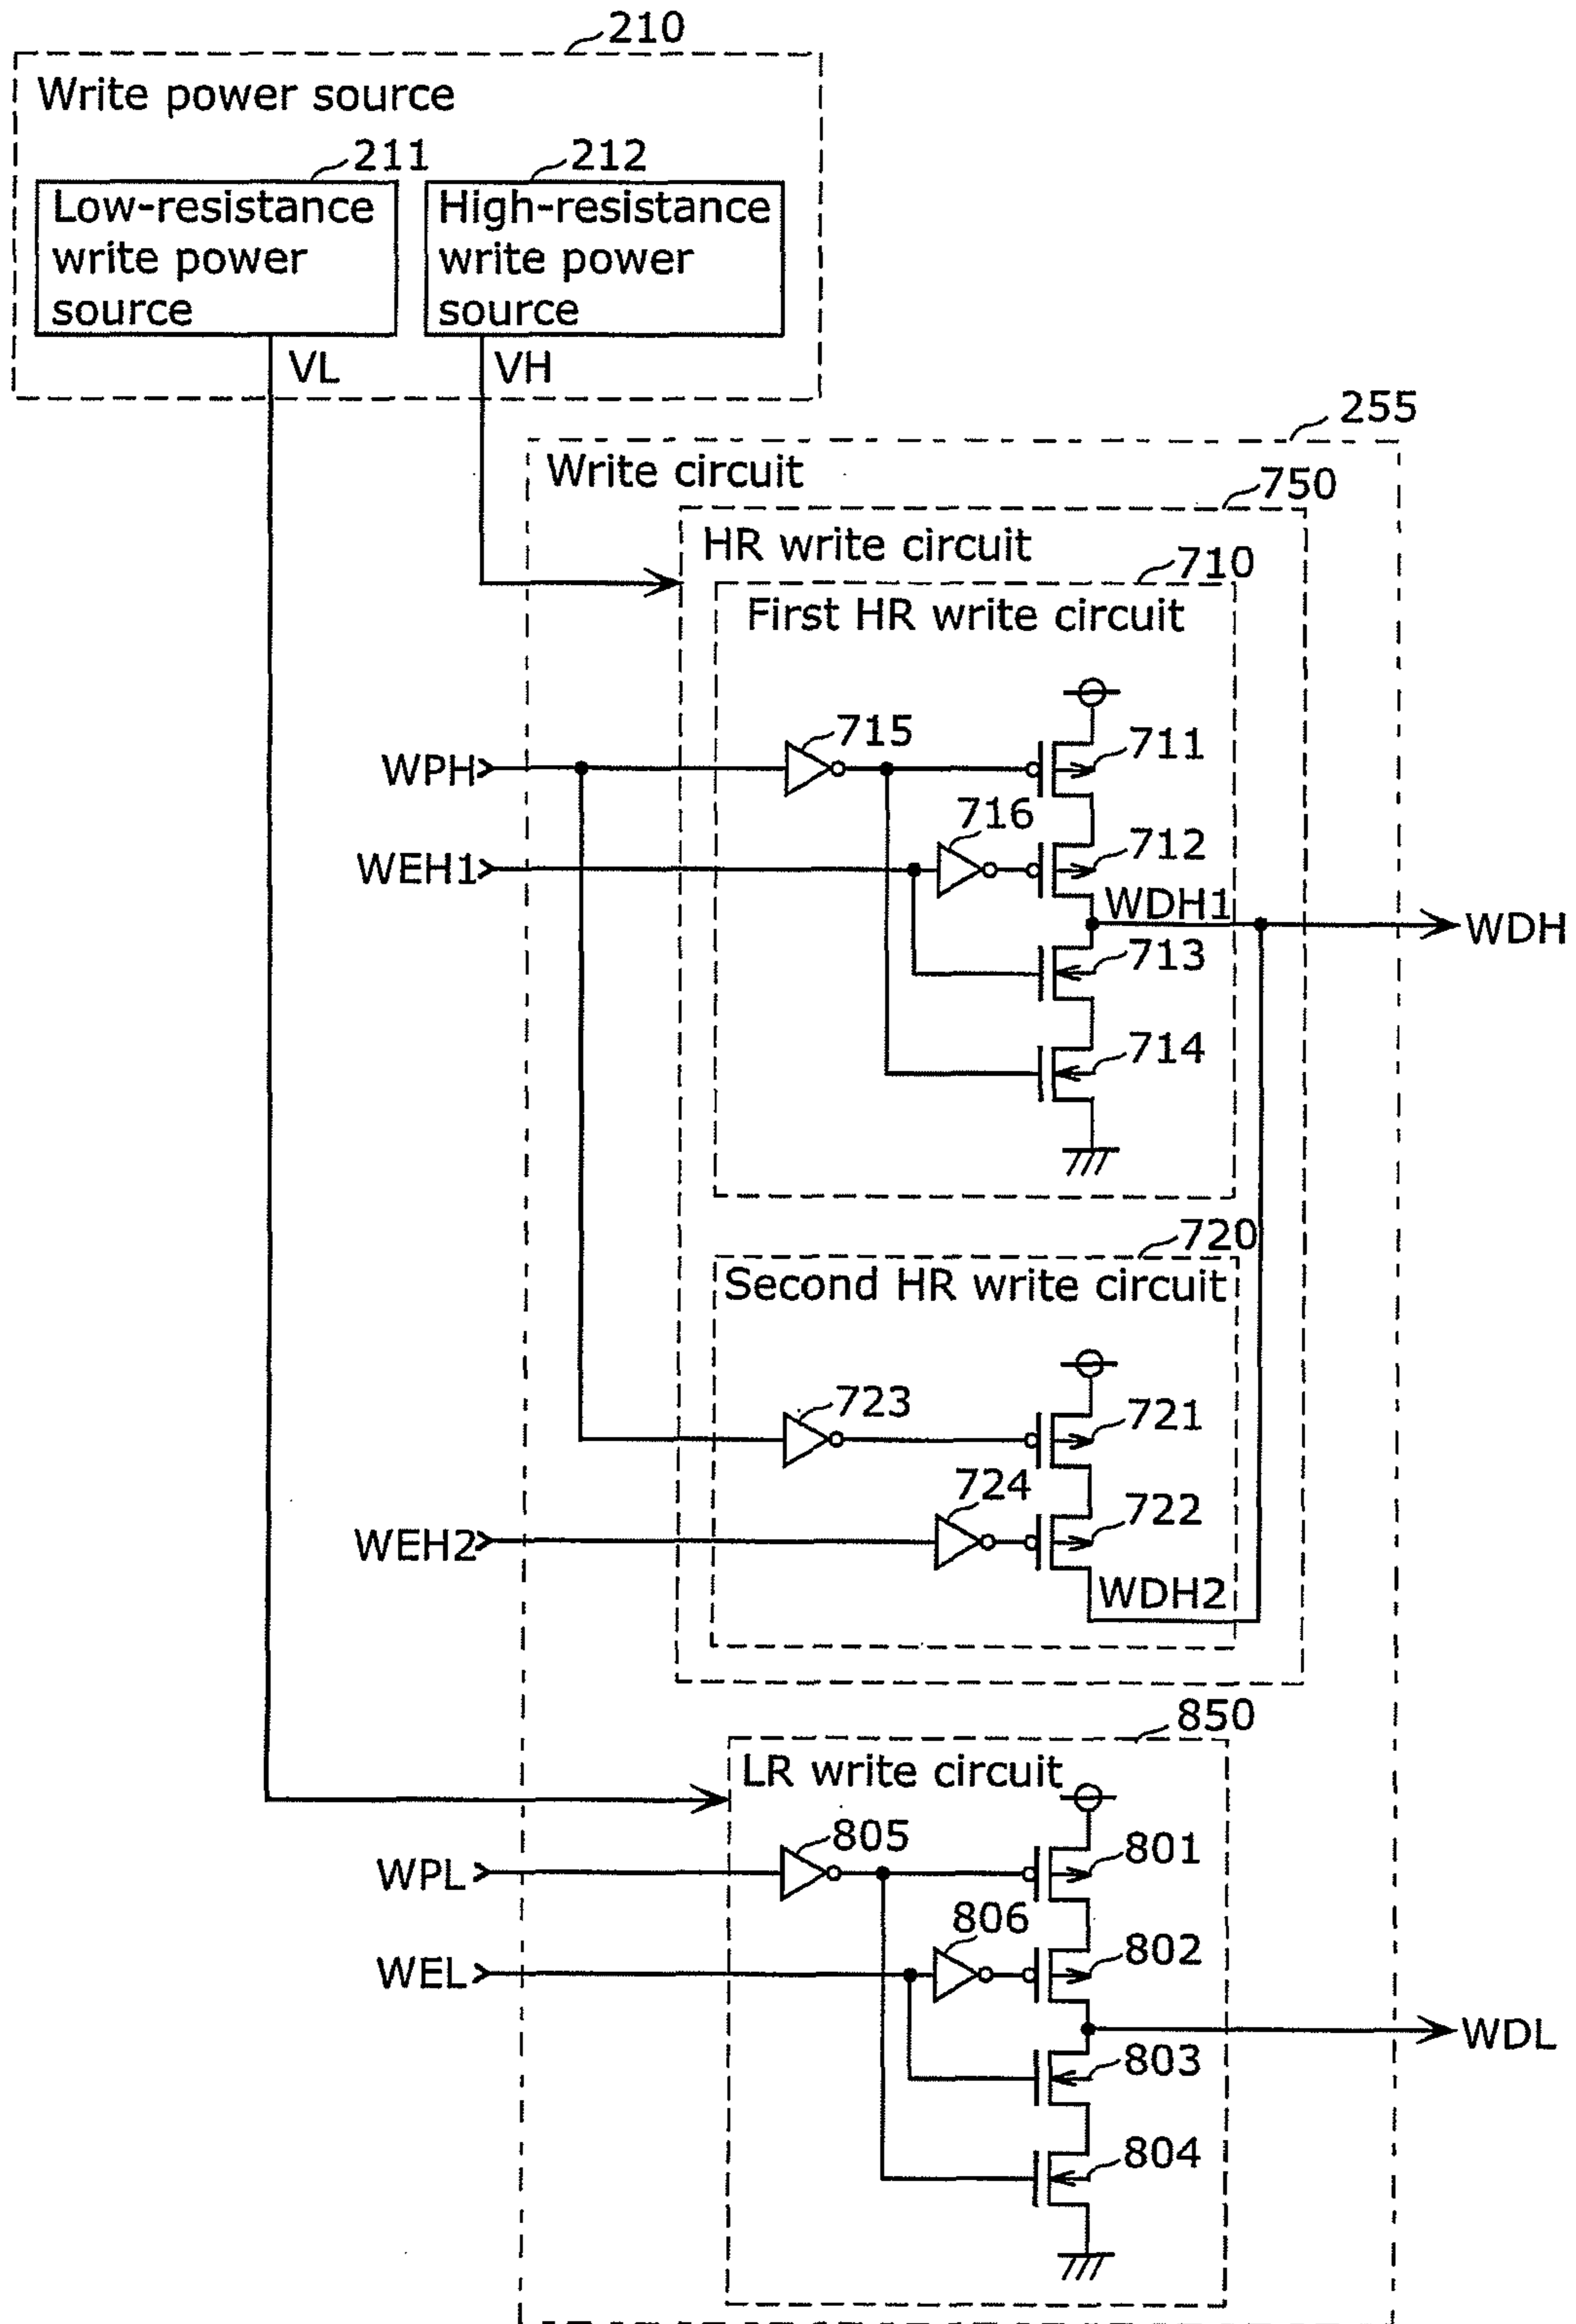 210
Write power source
211
212
Low-resistance
write power
source
High-resistance
write power
source
VL
VH
255
Write circuit
750
HR write circuit
710
First HR write circuit
715
711
WPH
716
712
WEH1
WDH1
WDH
713
714
720
Second HR write circuit
723
721
724
722
WEH2
WDH2
850
LR write circuit
805
801
WPL
806
802
WEL
WDL
803
804